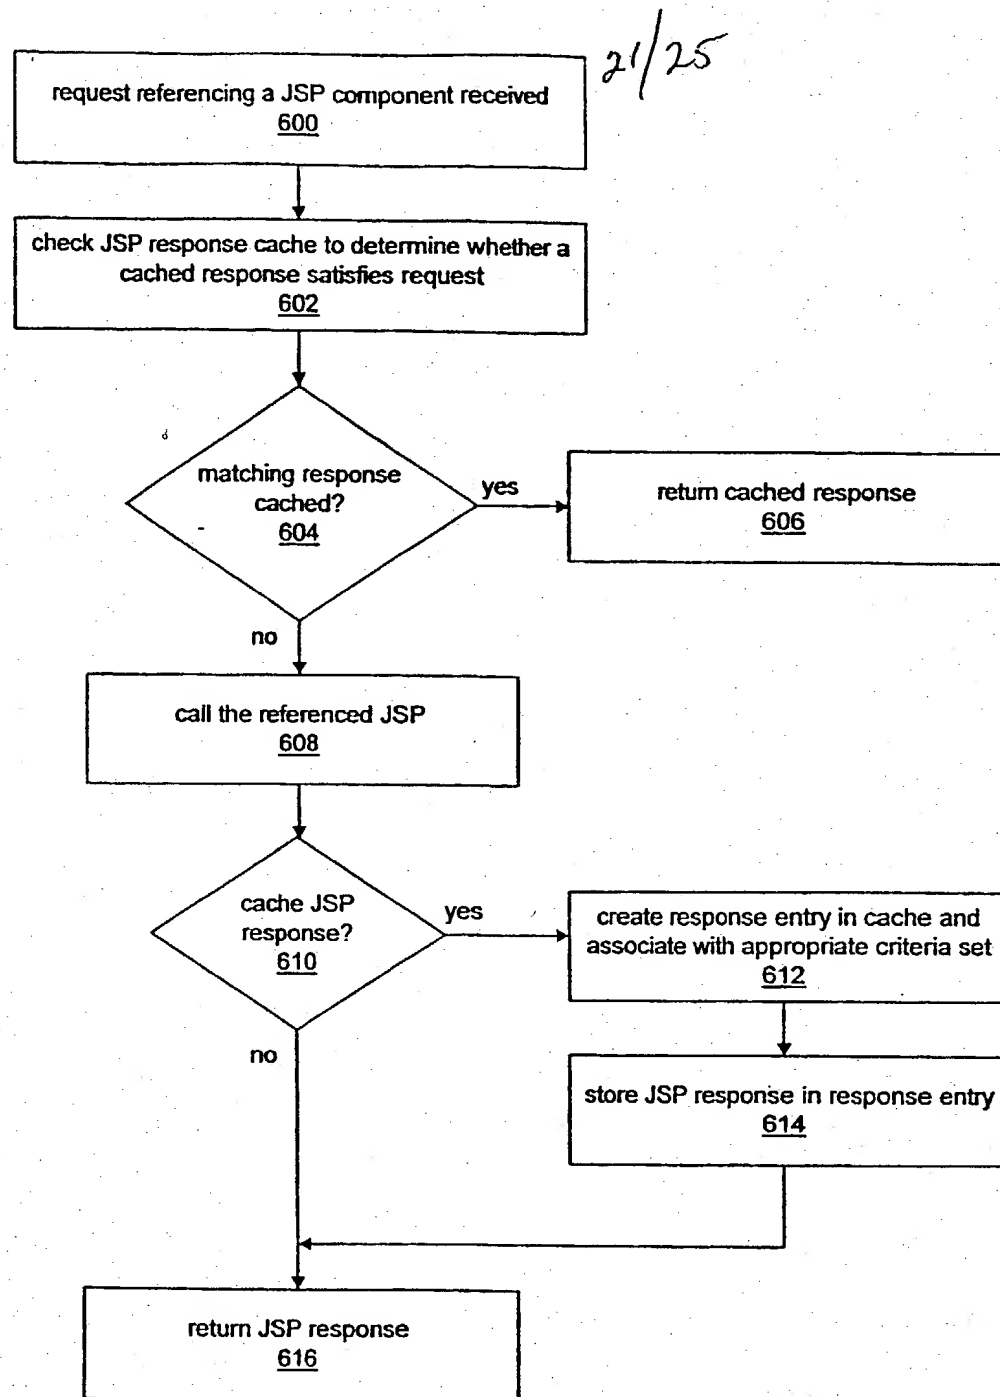 21/25
request referencing a JSP component received
600
check JSP response cache to determine whether a
cached response satisfies request
602
matching response
cached?
604
yes
return cached response
606
no
call the referenced JSP
608
cache JSP
response?
610
yes
create response entry in cache and
associate with appropriate criteria set
612
no
store JSP response in response entry
614
return JSP response
616